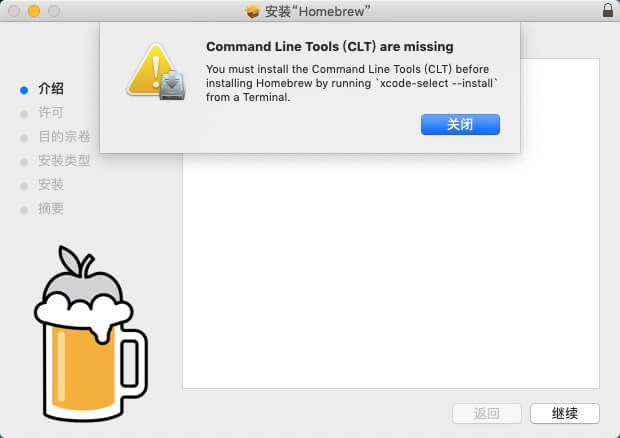 安装“Homebrew”
Command Line Tools (CLT) are missing
You must install the Command Line Tools (CLT) before
installing Homebrew by running `xcode-select --install`
from a Terminal.
关闭
介绍
许可
目的宗卷
安装类型
安装
摘要
返回
继续